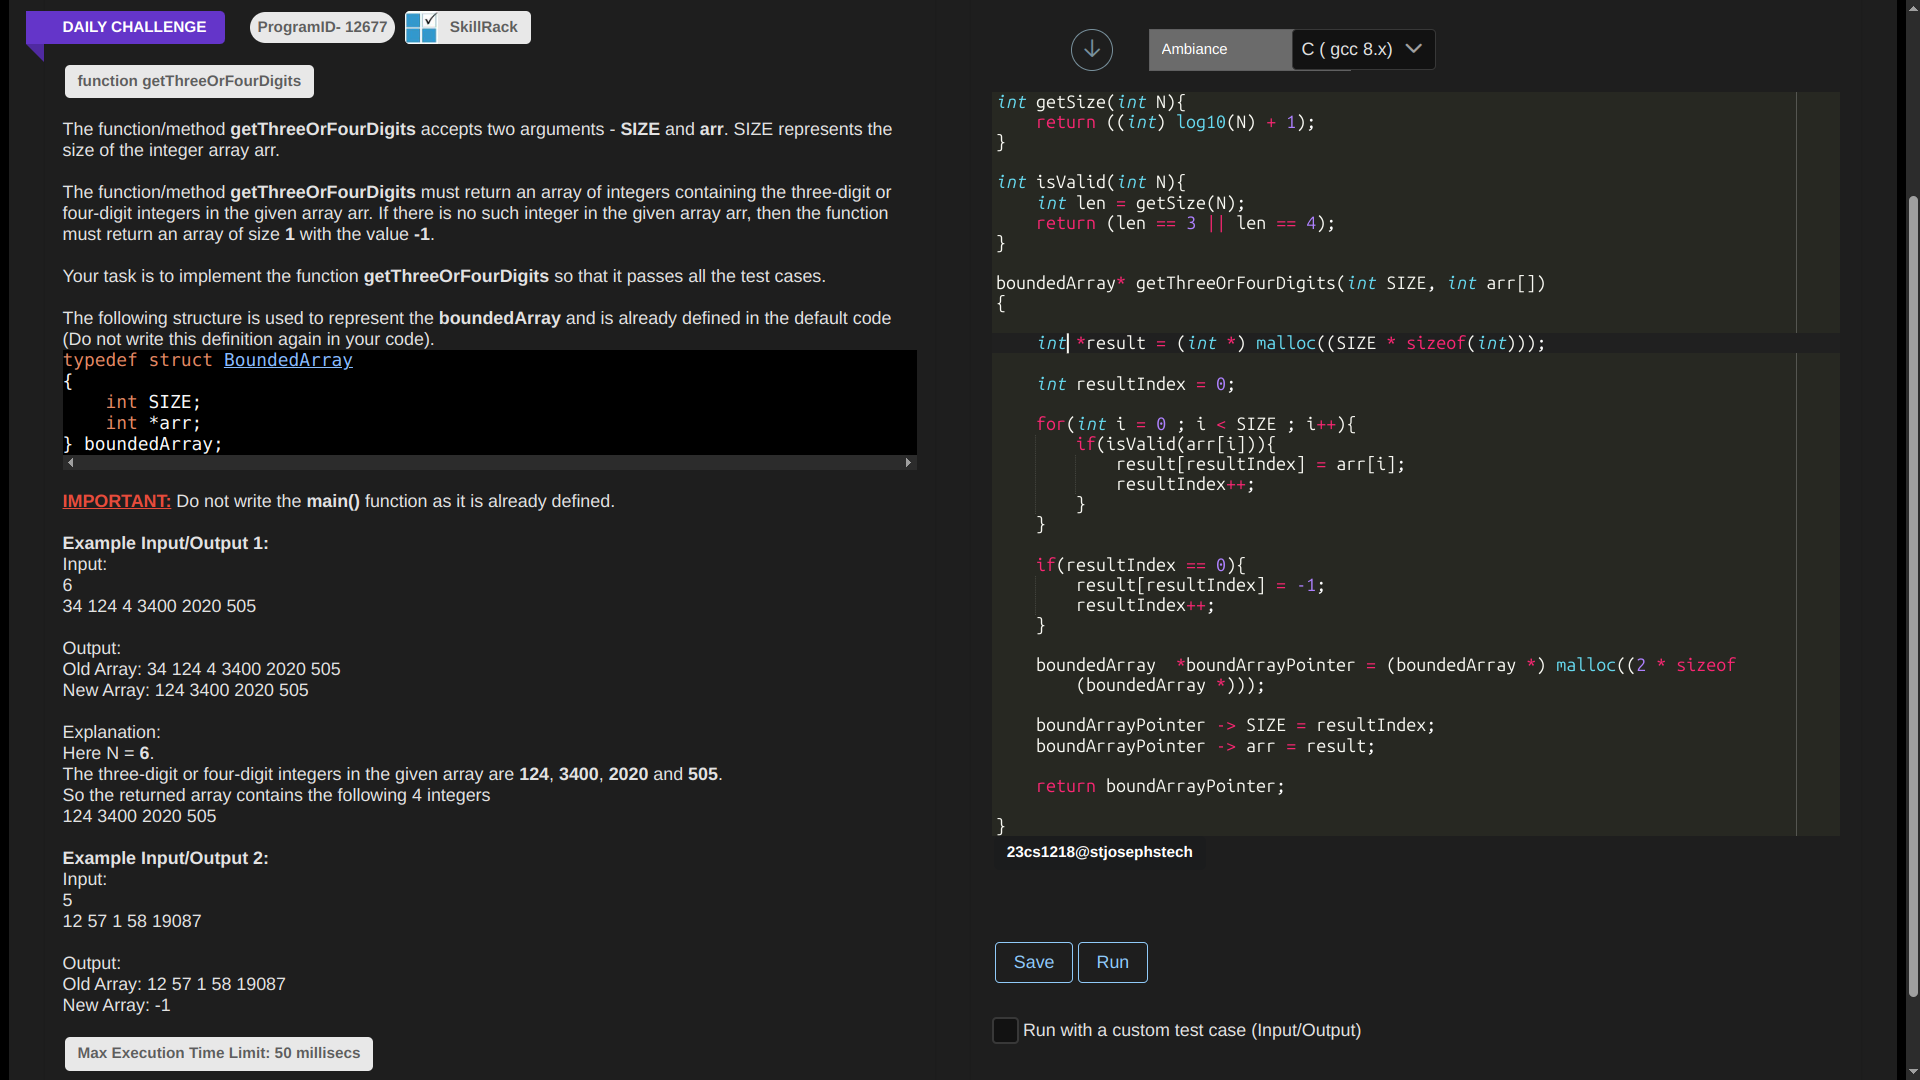 DAILY CHALLENGE
ProgramID- 12677
SkillRack
function getThreeOrFourDigits
The function/method getThreeOrFourDigits accepts two arguments - SIZE and arr. SIZE represents the
size of the integer array arr.
The function/method getThreeOrFourDigits must return an array of integers containing the three-digit or
four-digit integers in the given array arr. If there is no such integer in the given array arr, then the function
must return an array of size 1 with the value -1.
Your task is to implement the function getThreeOrFourDigits so that it passes all the test cases.
The following structure is used to represent the boundedArray and is already defined in the default code
(Do not write this definition again in your code).
typedef struct BoundedArray
{
    int SIZE;
    int *arr;
} boundedArray;
IMPORTANT: Do not write the main() function as it is already defined.
Example Input/Output 1:
Input:
6
34 124 4 3400 2020 505
Output:
Old Array: 34 124 4 3400 2020 505
New Array: 124 3400 2020 505
Explanation:
Here N = 6.
The three-digit or four-digit integers in the given array are 124, 3400, 2020 and 505.
So the returned array contains the following 4 integers
124 3400 2020 505
Example Input/Output 2:
Input:
5
12 57 1 58 19087
Output:
Old Array: 12 57 1 58 19087
New Array: -1
Max Execution Time Limit: 50 millisecs
Ambiance
C ( gcc 8.x)
int getSize(int N){
    return ((int) log10(N) + 1);
}
int isValid(int N){
    int len = getSize(N);
    return (len == 3 || len == 4);
}
boundedArray* getThreeOrFourDigits(int SIZE, int arr[])
{
    int *result = (int *) malloc((SIZE * sizeof(int)));
    int resultIndex = 0;
    for(int i = 0 ; i < SIZE ; i++){
        if(isValid(arr[i])){
            result[resultIndex] = arr[i];
            resultIndex++;
        }
    }
    if(resultIndex == 0){
        result[resultIndex] = -1;
        resultIndex++;
    }
    boundedArray  *boundArrayPointer = (boundedArray *) malloc((2 * sizeof
        (boundedArray *)));
    boundArrayPointer -> SIZE = resultIndex;
    boundArrayPointer -> arr = result;
    return boundArrayPointer;
}
23cs1218@stjosephstech
Save
Run
Run with a custom test case (Input/Output)